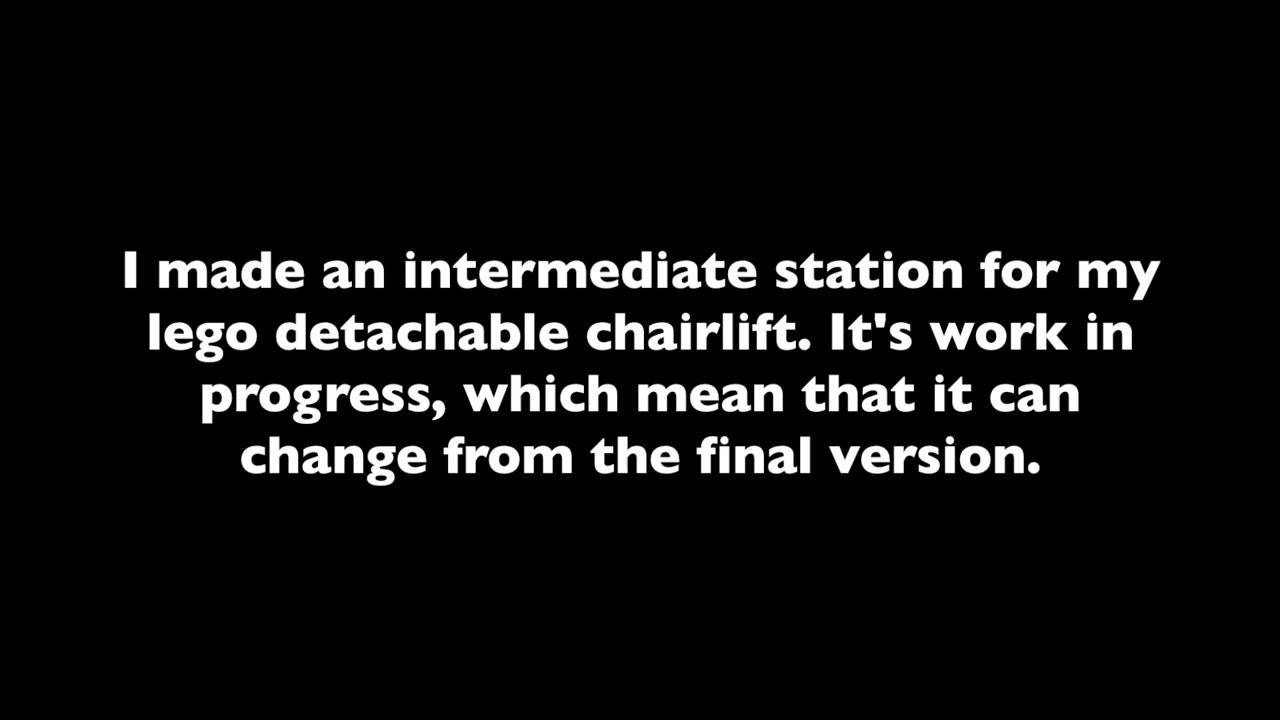 I made an intermediate station for my
lego detachable chairlift. It's work in
progress, which mean that it can
change from the final version.